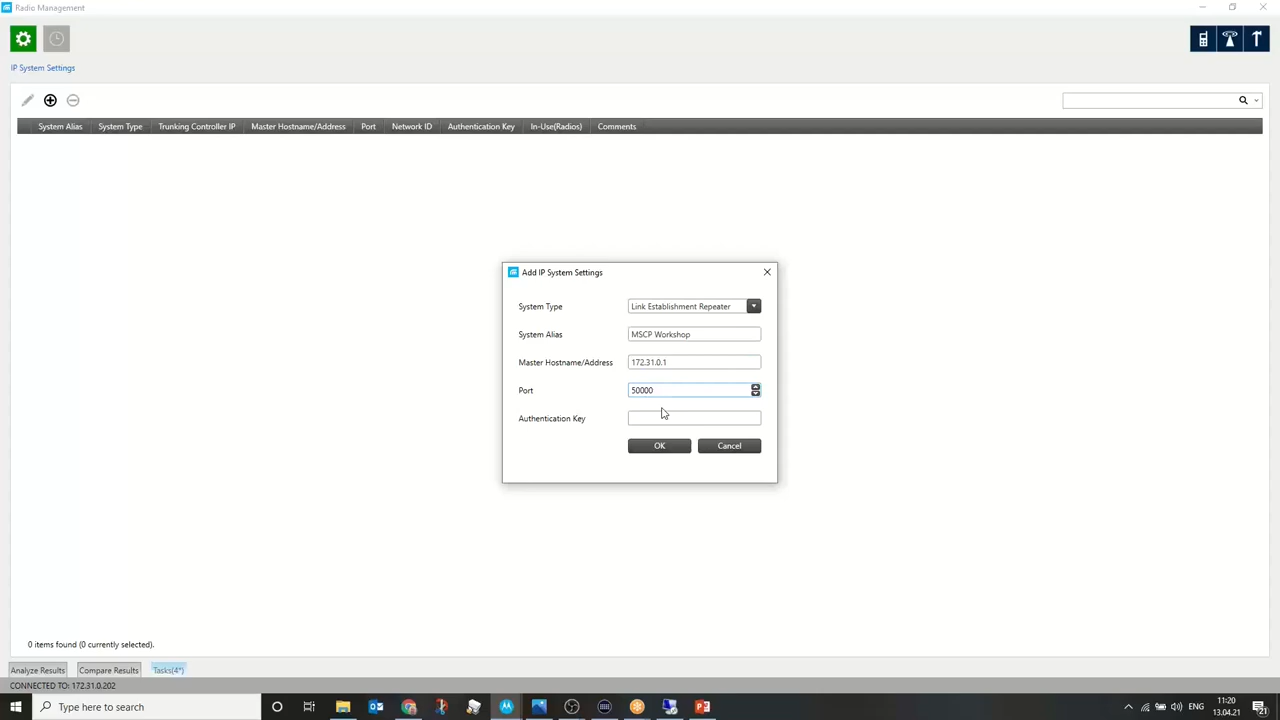 Radio Management
IP System Settings
System Alias System Type Trunking Controller IP Master Hostname/Address Port Network ID Authentication Key In-Use(Radios) Comments
Add IP System Settings
System Type Link Establishment Repeater
System Alias MSCP Workshop
Master Hostname/Address 172.31.0.1
Port 50000
Authentication Key
OK Cancel
0 items found (0 currently selected).
Analyze Results Compare Results Tasks(4*)
CONNECTED TO: 172.31.0.202
Type here to search
ENG
11:20
13.04.21
21